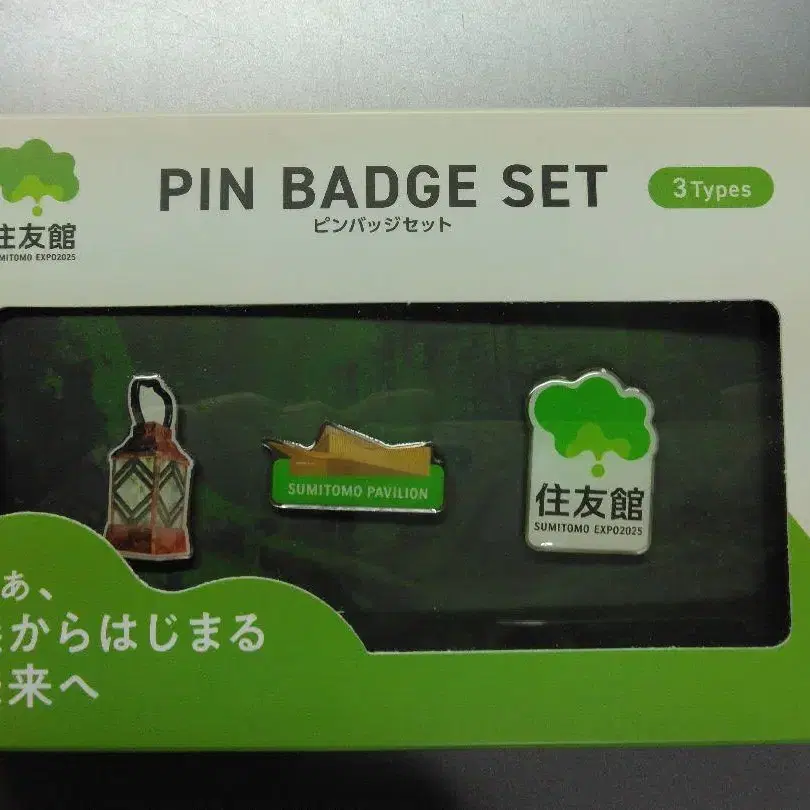 PIN BADGE SET
3 Types
ピンバッジセット
住友館
MITOMO EXPO2025
SUMITOMO PAVILION
住友館
SUMITOMO EXPO2025
あ、
からはじまる
来へ